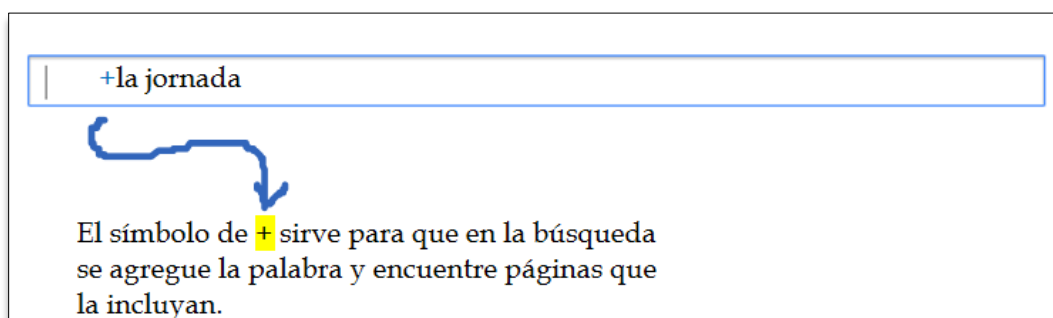 +la jornada
El símbolo de + sirve para que en la búsqueda
se agregue la palabra y encuentre páginas que
la incluyan.